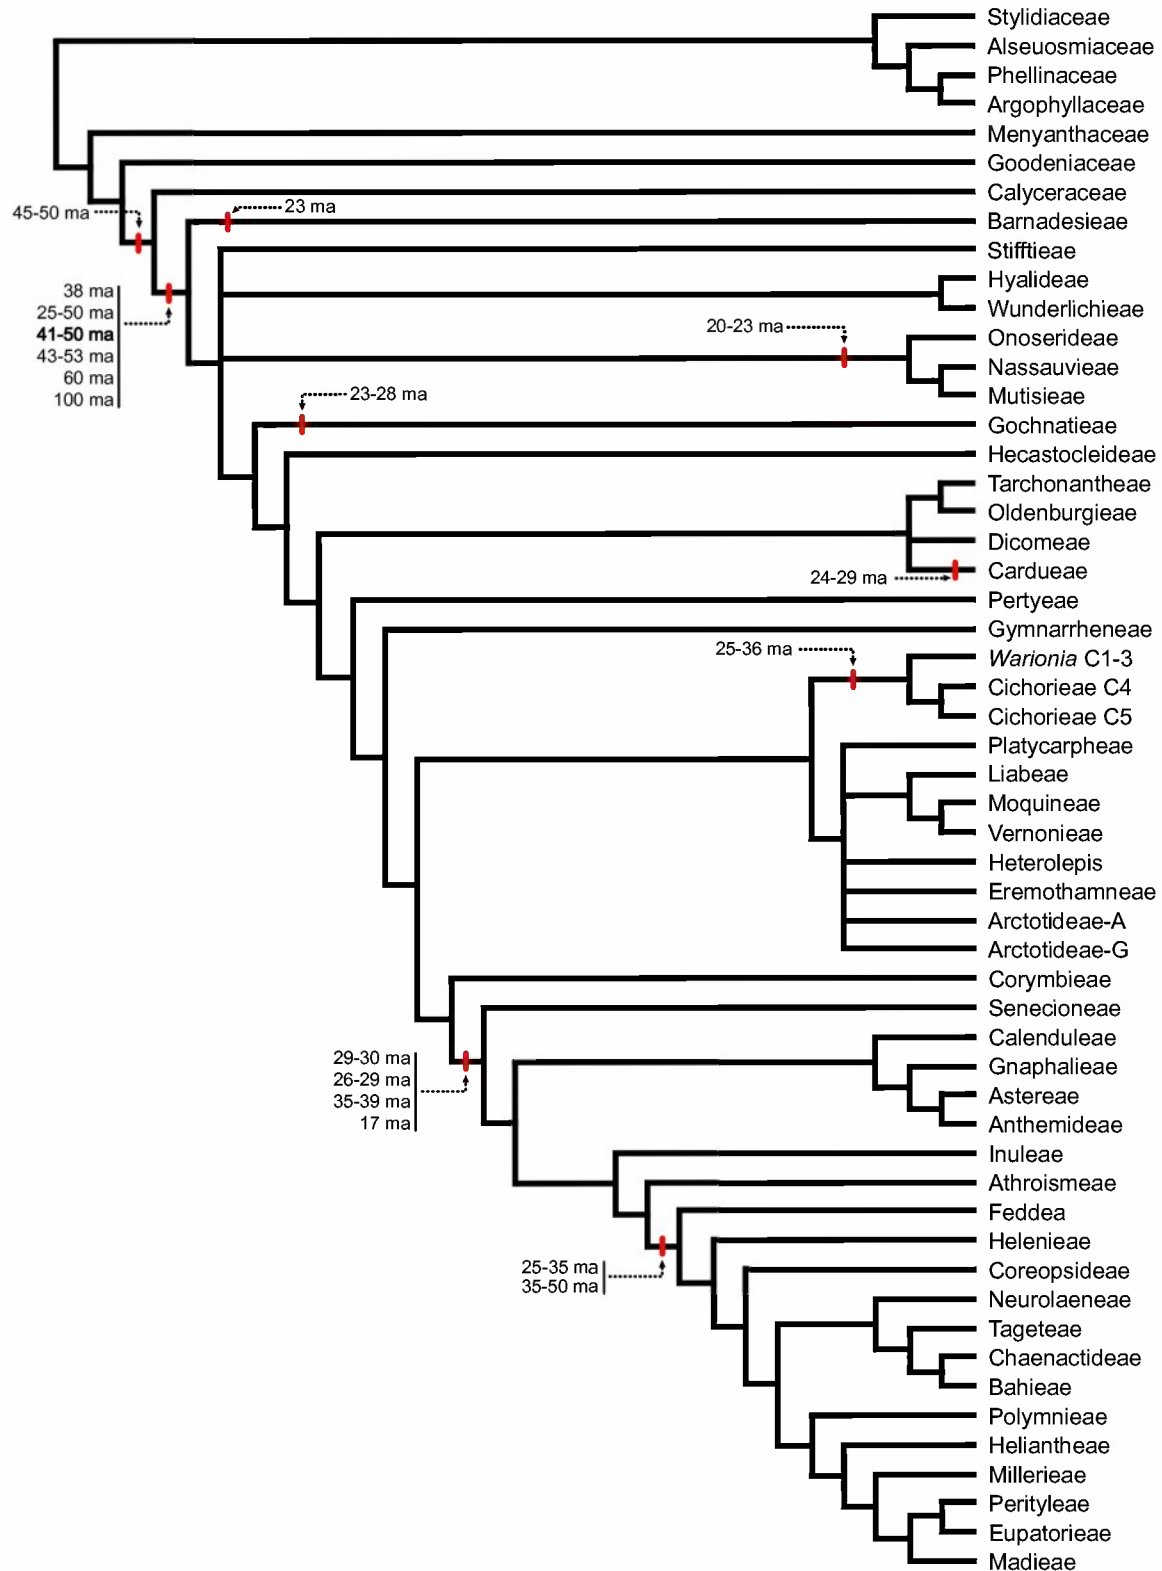 Stylidiaceae
Alseuosmiaceae
Phellinaceae
Argophyllaceae
Menyanthaceae
Goodeniaceae
Calyceraceae
45-50 ma
23 ma
Barnadesieae
Stifftieae
Hyalideae
38 ma
25-50 ma
41-50 ma
43-53 ma
60 ma
100 ma
Wunderlichieae
20-23 ma
Onoserideae
Nassauvieae
Mutisieae
23-28 ma
Gochnatieae
Hecastocleideae
Tarchonantheae
Oldenburgieae
Dicomeae
24-29 ma
Cardueae
Pertyeae
Gymnarrheneae
25-36 ma
Warionia C1-3
Cichorieae C4
Cichorieae C5
Platycarpheae
Liabeae
Moquineae
Vernonieae
Heterolepis
Eremothamneae
Arctotideae-A
Arctotideae-G
Corymbieae
Senecioneae
Calenduleae
29-30 ma
26-29 ma
35-39 ma
17 ma
Gnaphalieae
Astereae
Anthemideae
Inuleae
Athroismeae
Feddea
Helenieae
25-35 ma
35-50 ma
Coreopsideae
Neurolaeneae
Tageteae
Chaenactideae
Bahieae
Polymnieae
Heliantheae
Millerieae
Perityleae
Eupatorieae
Madieae